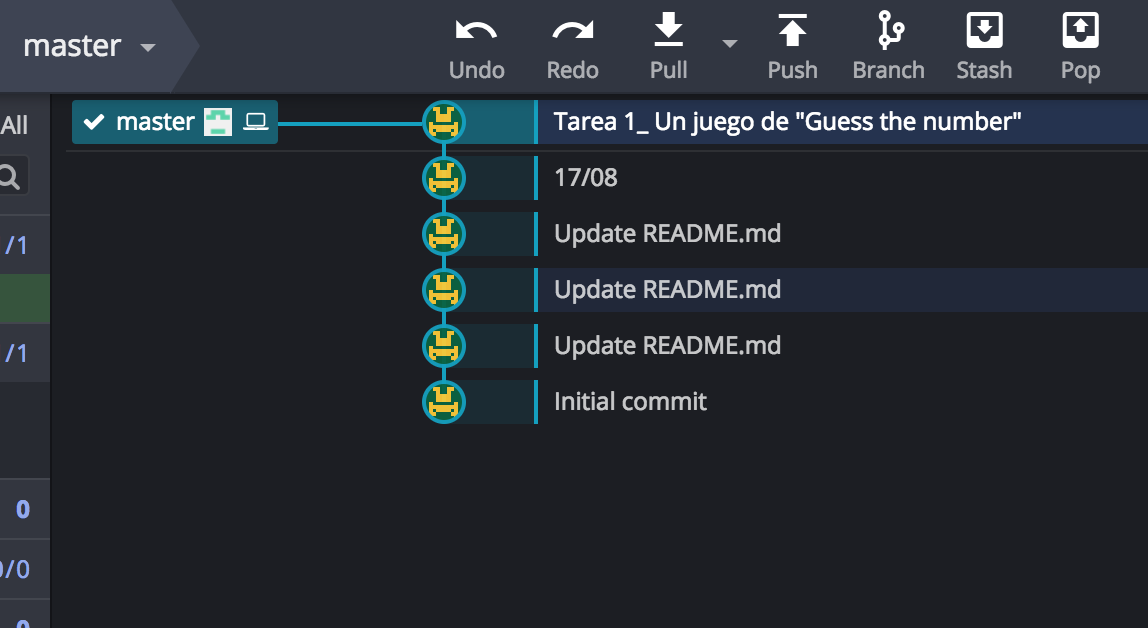 master
Undo
Redo
Pull
Push
Branch
Stash
Pop
All
master
Tarea 1_ Un juego de "Guess the number"
17/08
/1
Update README.md
Update README.md
/1
Update README.md
Initial commit
0
/0